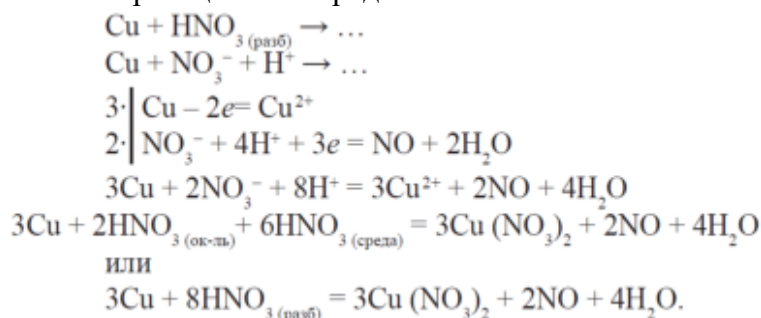 Cu + HNO₃ (разб) → …
Cu + NO₃⁻ + H⁺ → …
3·| Cu – 2e= Cu²⁺
2·| NO₃⁻ + 4H⁺ + 3e = NO + 2H₂O
3Cu + 2NO₃⁻ + 8H⁺ = 3Cu²⁺ + 2NO + 4H₂O
3Cu + 2HNO₃ (ок-ль) + 6HNO₃ (среда) = 3Cu (NO₃)₂ + 2NO + 4H₂O
или
3Cu + 8HNO₃ (разб) = 3Cu (NO₃)₂ + 2NO + 4H₂O.